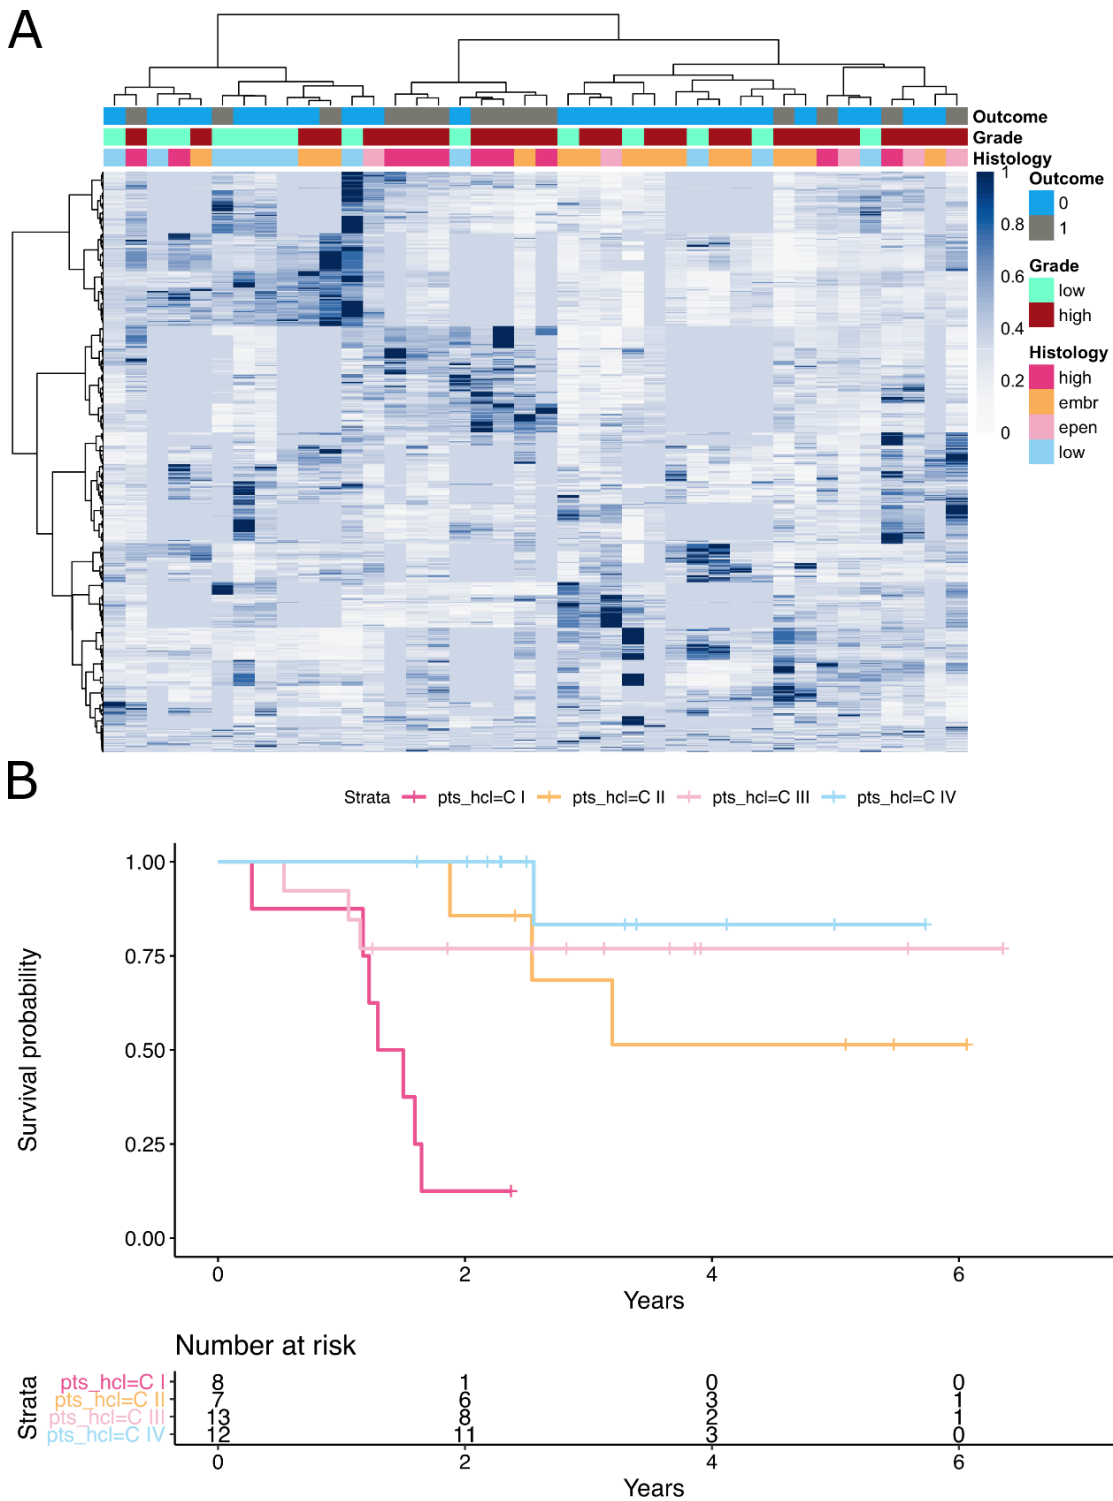 A
Outcome
Grade
Histology
1
0.8
0.6
0.4
0.2
0
Outcome
0
1
Grade
low
high
Histology
high
embr
epen
low
B
Strata pts_hcl=C I pts_hcl=C II pts_hcl=C III pts_hcl=C IV
Survival probability
1.00
0.75
0.50
0.25
0.00
0 2 4 6
Years
Number at risk
Strata
pts_hcl=C I 8 1 0 0
pts_hcl=C II 7 6 3 1
pts_hcl=C III 13 8 2 1
pts_hcl=C IV 12 11 3 0
0 2 4 6
Years